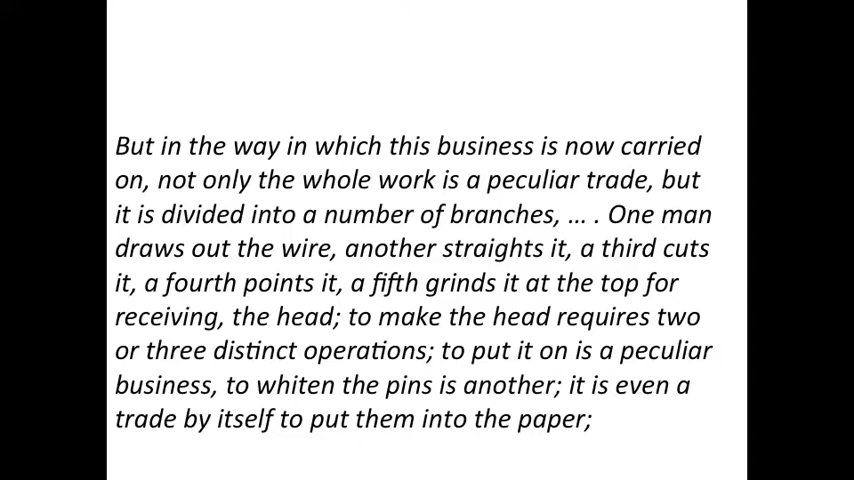 But in the way in which this business is now carried
on, not only the whole work is a peculiar trade, but
it is divided into a number of branches, … . One man
draws out the wire, another straights it, a third cuts
it, a fourth points it, a fifth grinds it at the top for
receiving, the head; to make the head requires two
or three distinct operations; to put it on is a peculiar
business, to whiten the pins is another; it is even a
trade by itself to put them into the paper;